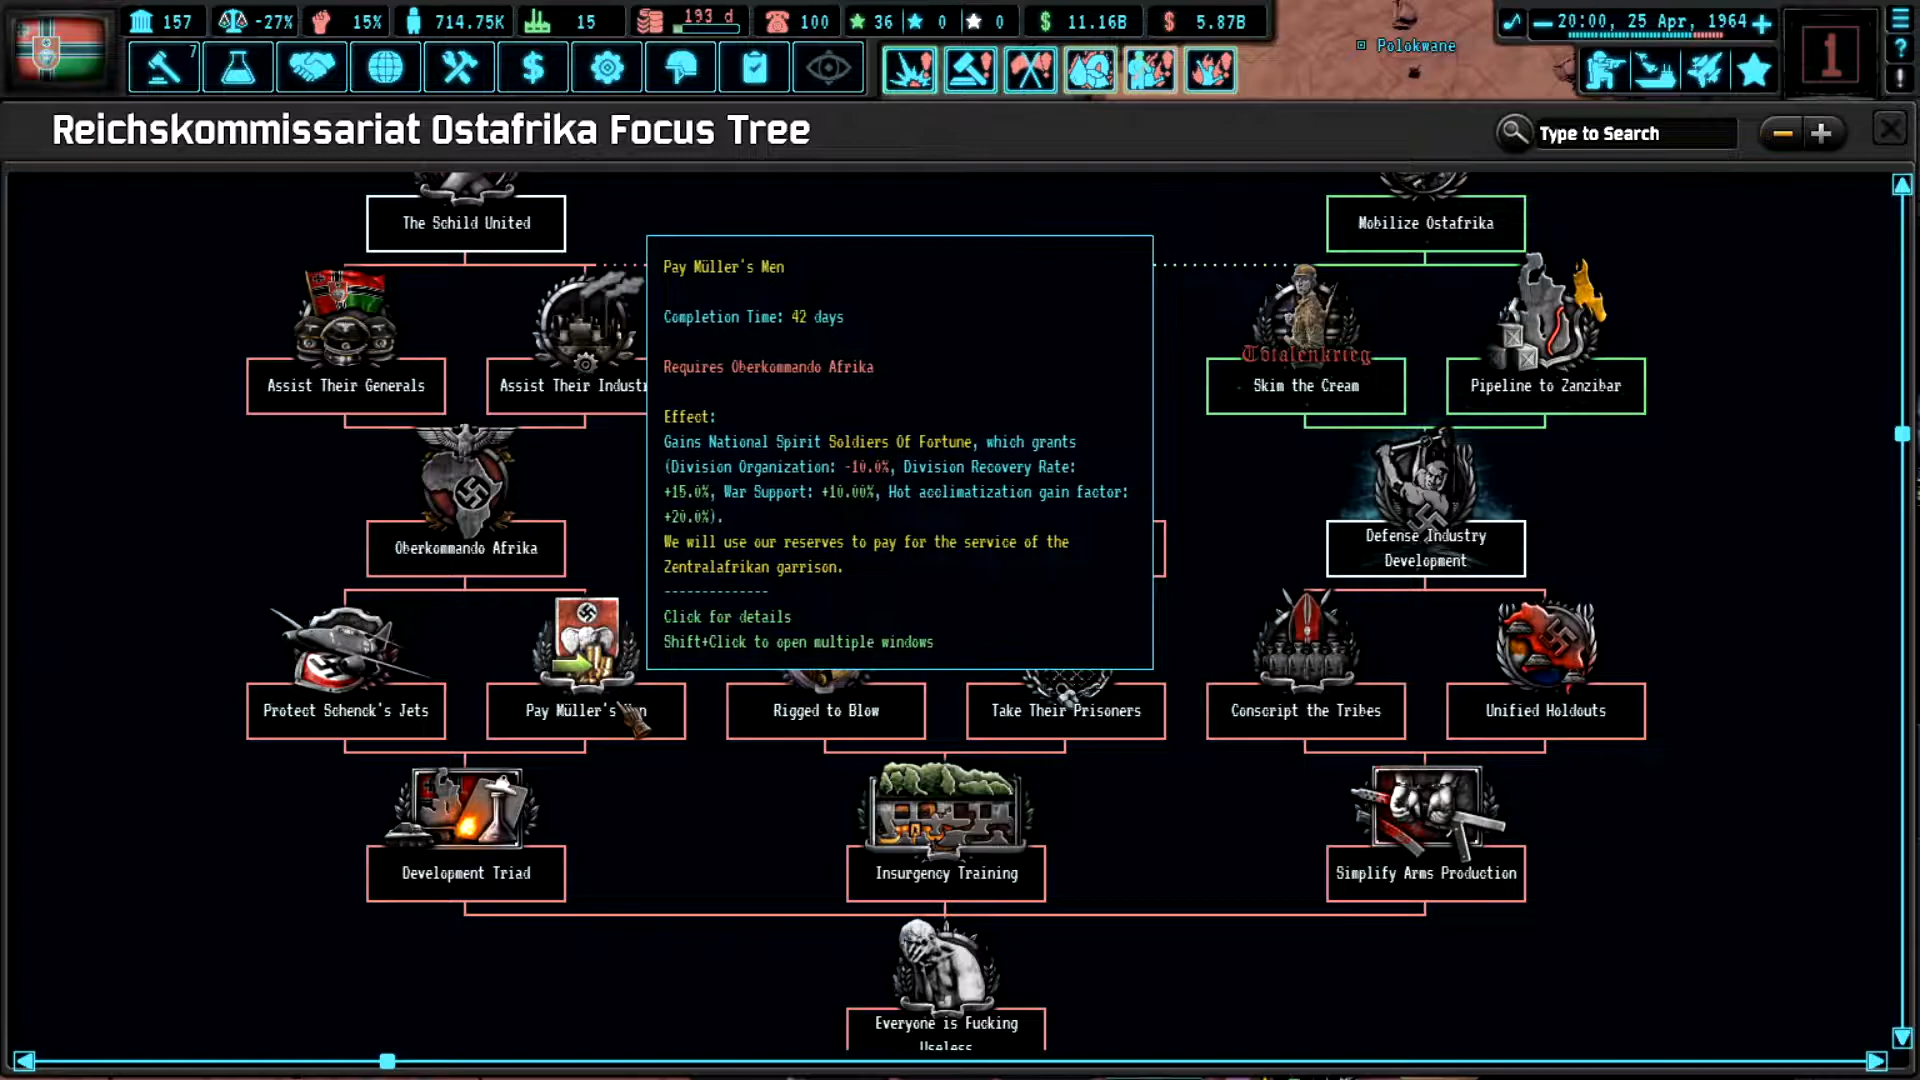 157 -27% 15% 714.75K 15 193 d 100 36 0 0 $ 11.16B $ 5.87B
20:00, 25 Apr, 1964
7
Polokwane
1
Reichskommissariat Ostafrika Focus Tree
Type to Search
The Schild United
Mobilize Ostafrika
Pay Müller's Men
Completion Time: 42 days
Requires Oberkommando Afrika
Effect:
Gains National Spirit Soldiers Of Fortune, which grants
(Division Organization: -10.0%, Division Recovery Rate:
+15.0%, War Support: +10.00%, Hot acclimatization gain factor:
+20.0%).
We will use our reserves to pay for the service of the
Zentralafrikan garrison.
--------------
Click for details
Shift+Click to open multiple windows
Totalenkrieg
Assist Their Generals
Assist Their Industr
Skim the Cream
Pipeline to Zanzibar
Oberkommando Afrika
Defense Industry
Development
Protect Schenck's Jets
Pay Müller's
Rigged to Blow
Take Their Prisoners
Conscript the Tribes
Unified Holdouts
Development Triad
Insurgency Training
Simplify Arms Production
Everyone is Fucking
Useless